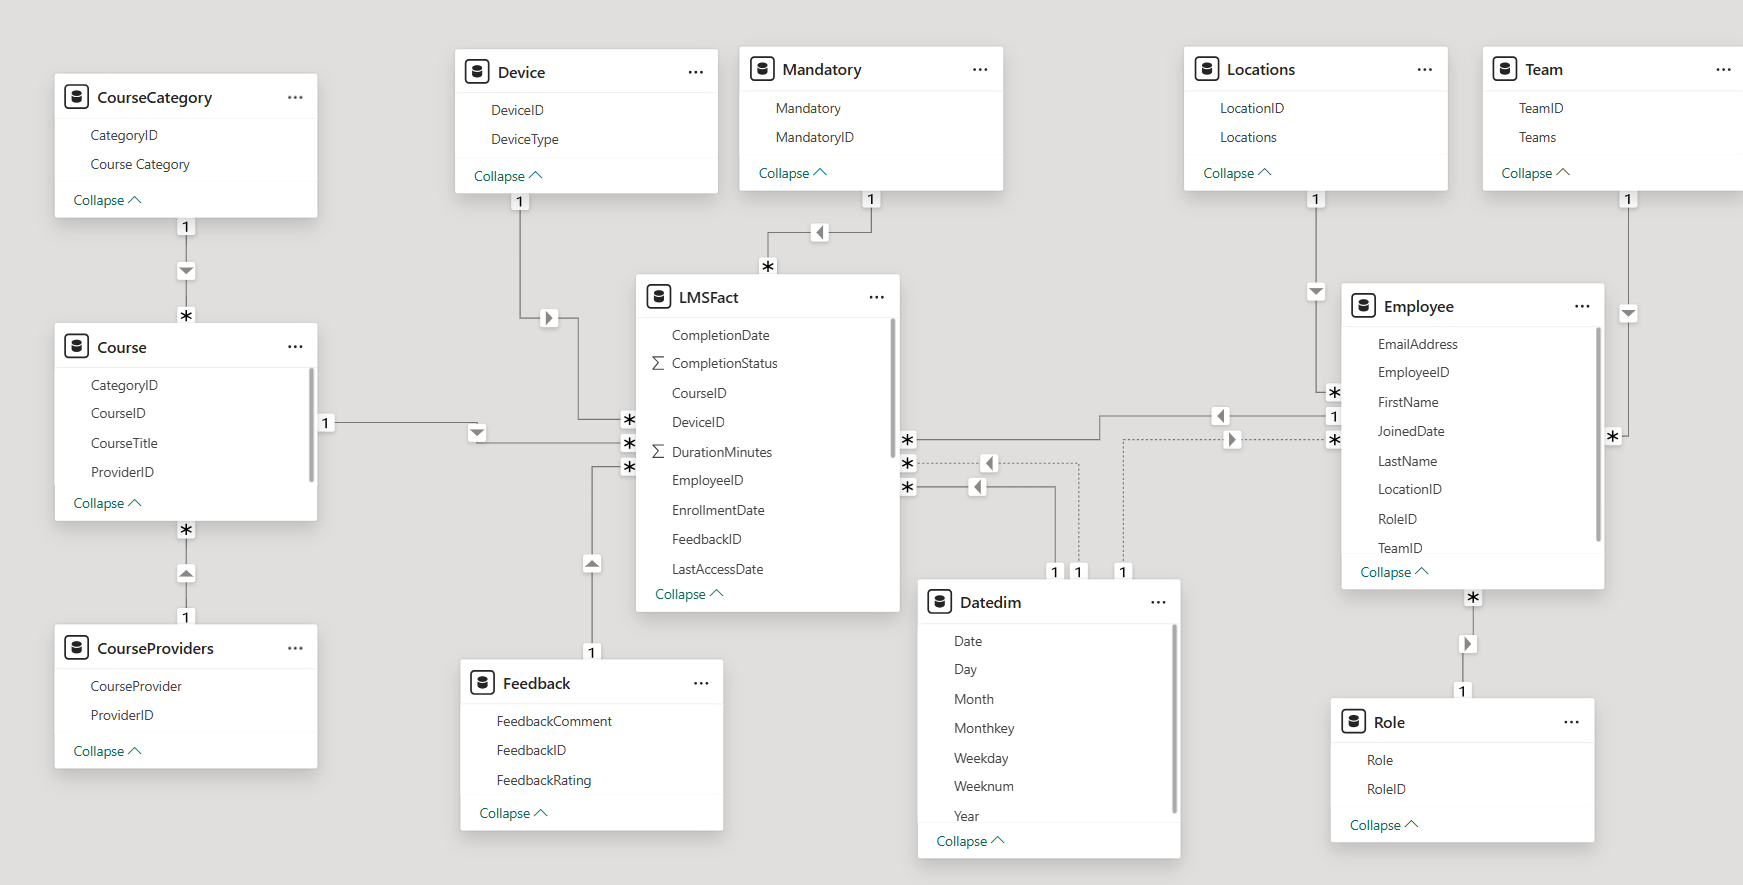 CourseCategory
CategoryID
Course Category
Collapse
1
*
Course
CategoryID
CourseID
CourseTitle
ProviderID
Collapse
1
*
1
CourseProviders
CourseProvider
ProviderID
Collapse
Device
DeviceID
DeviceType
Collapse
1
Mandatory
Mandatory
MandatoryID
Collapse
1
*
LMSFact
CompletionDate
∑ CompletionStatus
CourseID
DeviceID
∑ DurationMinutes
EmployeeID
EnrollmentDate
FeedbackID
LastAccessDate
Collapse
*
*
*
*
*
*
1
Feedback
FeedbackComment
FeedbackID
FeedbackRating
Collapse
1
1
1
Datedim
Date
Day
Month
Monthkey
Weekday
Weeknum
Year
Collapse
Locations
LocationID
Locations
Collapse
1
Team
TeamID
Teams
Collapse
1
*
1
*
*
Employee
EmailAddress
EmployeeID
FirstName
JoinedDate
LastName
LocationID
RoleID
TeamID
Collapse
*
1
Role
Role
RoleID
Collapse